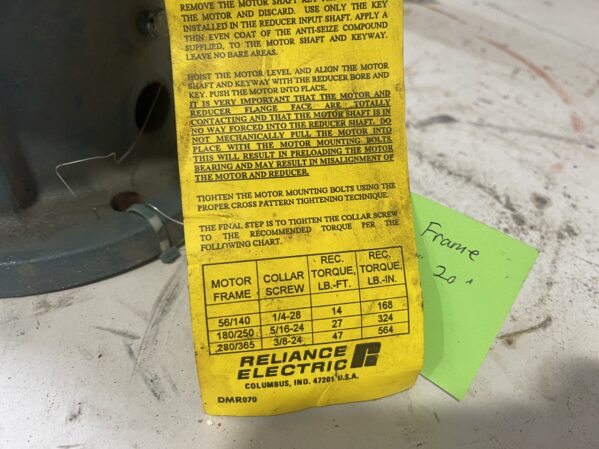 REMOVE THE MOTOR SHAFT KEY
THE MOTOR AND DISCARD. USE ONLY THE KEY
INSTALLED IN THE REDUCER INPUT SHAFT. APPLY A
THIN EVEN COAT OF THE ANTI-SEIZE COMPOUND
SUPPLIED, TO THE MOTOR SHAFT AND KEYWAY.
LEAVE NO BARE AREAS.
HOIST THE MOTOR LEVEL AND ALIGN THE MOTOR
SHAFT AND KEYWAY WITH THE REDUCER BORE AND
KEY. PUSH THE MOTOR INTO PLACE.
IT IS VERY IMPORTANT THAT THE MOTOR AND
REDUCER FLANGE FACE ARE TOTALLY
CONTACTING AND THAT THE MOTOR SHAFT IS IN
NO WAY FORCED INTO THE REDUCER SHAFT. DO
NOT MECHANICALLY PULL THE MOTOR INTO
PLACE WITH THE MOTOR MOUNTING BOLTS.
THIS WILL RESULT IN PRELOADING THE MOTOR
BEARING AND MAY RESULT IN MISALIGNMENT OF
THE MOTOR AND REDUCER.
TIGHTEN THE MOTOR MOUNTING BOLTS USING THE
PROPER CROSS PATTERN TIGHTENING TECHNIQUE.
THE FINAL STEP IS TO TIGHTEN THE COLLAR SCREW
TO THE RECOMMENDED TORQUE PER THE
FOLLOWING CHART.
MOTOR FRAME COLLAR SCREW REC. TORQUE, LB.-FT. REC. TORQUE, LB.-IN.
56/140 1/4-28 14 168
180/250 5/16-24 27 324
280/365 3/8-24 47 564
RELIANCE
ELECTRIC
COLUMBUS, IND. 47201 U.S.A.
DMR070
Frame
"20"